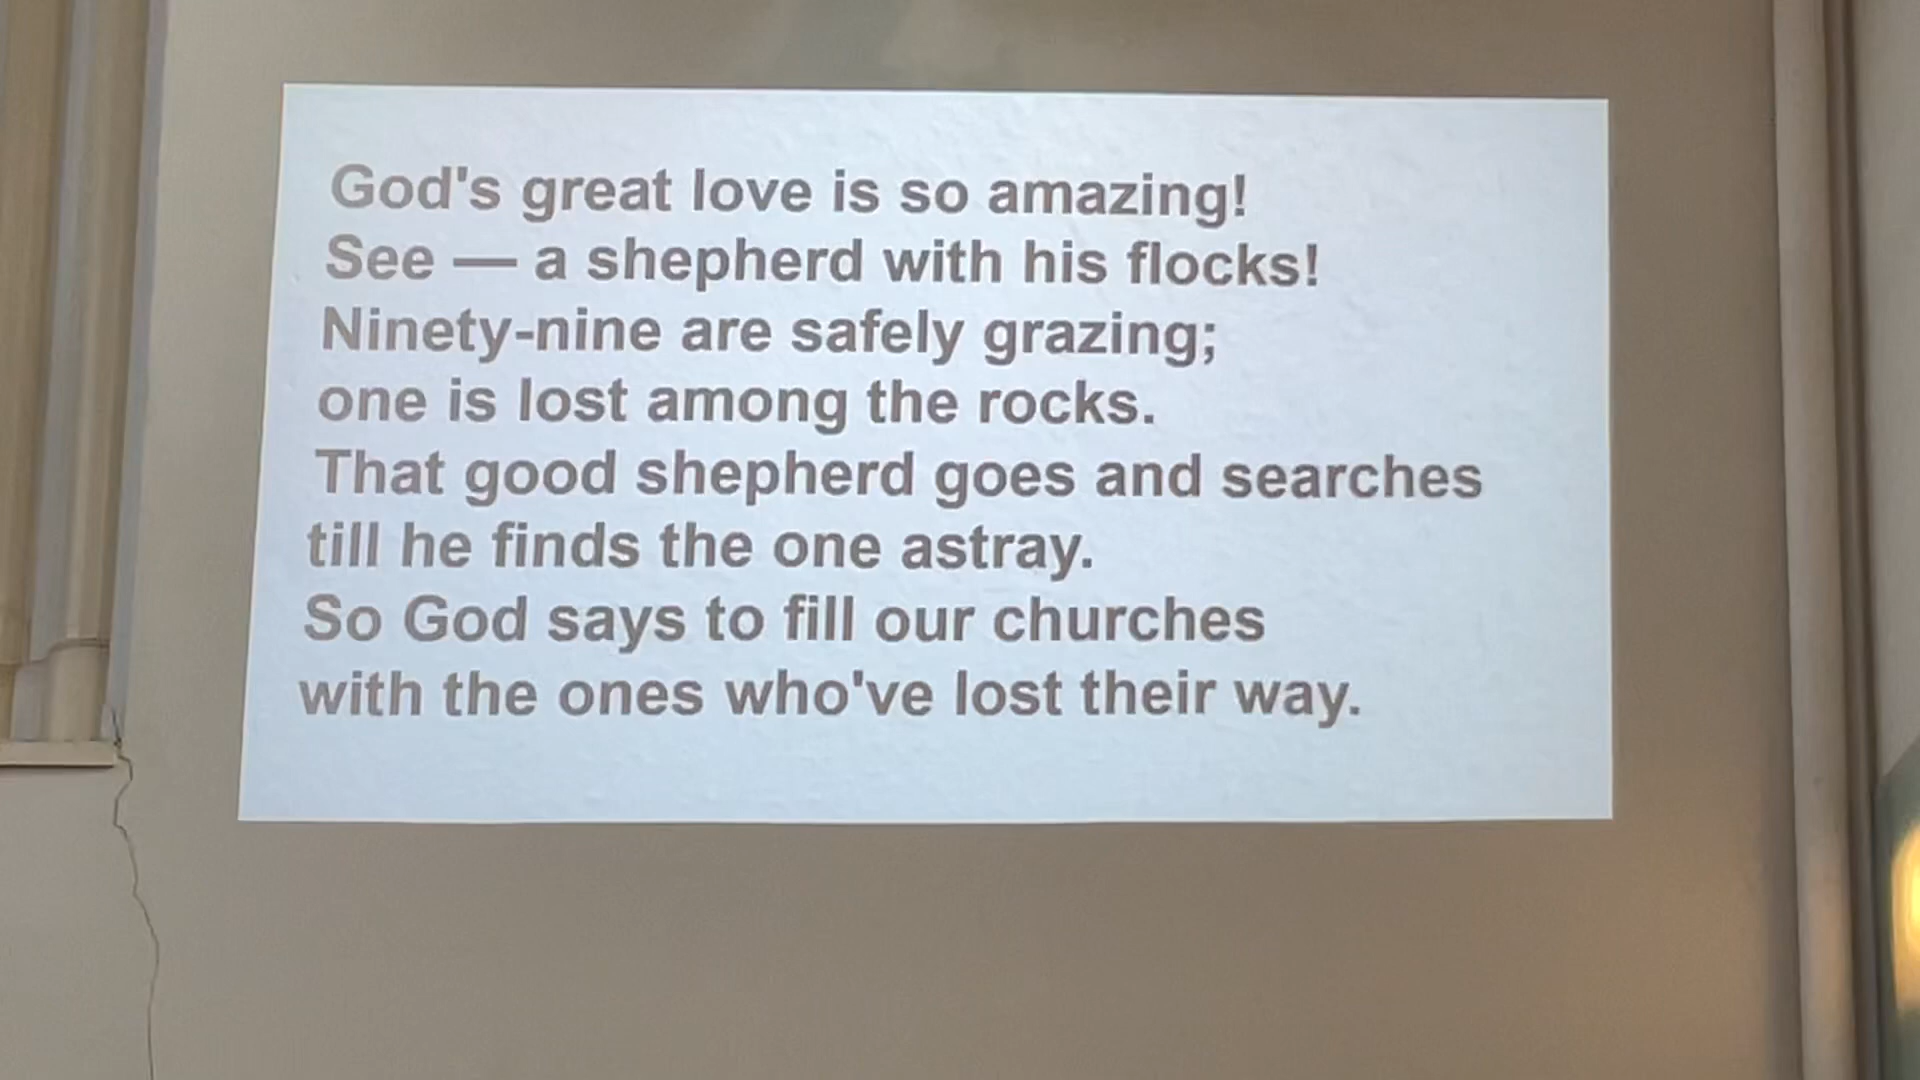 God's great love is so amazing!
See — a shepherd with his flocks!
Ninety-nine are safely grazing;
one is lost among the rocks.
That good shepherd goes and searches
till he finds the one astray.
So God says to fill our churches
with the ones who've lost their way.